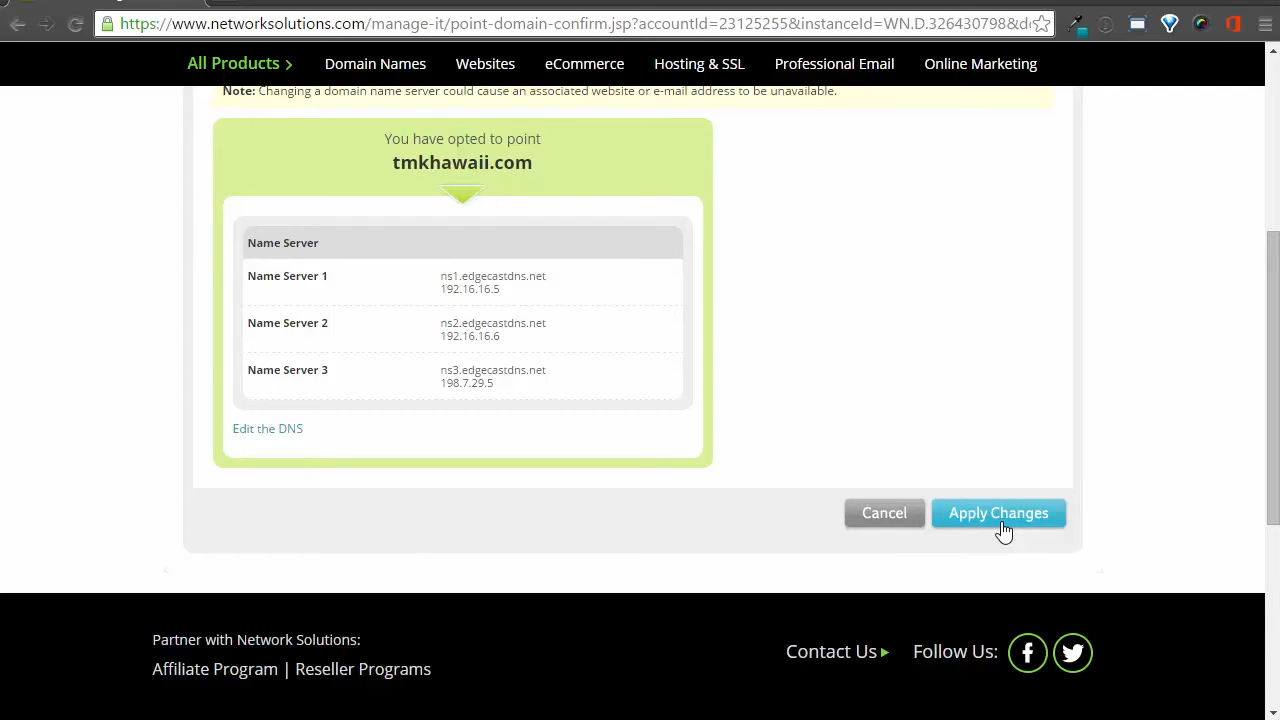 https://www.networksolutions.com/manage-it/point-domain-confirm.jsp?accountId=23125255&instanceId=WN.D.326430798&d
All Products > Domain Names Websites eCommerce Hosting & SSL Professional Email Online Marketing
Note: Changing a domain name server could cause an associated website or e-mail address to be unavailable.
You have opted to point
tmkhawaii.com
Name Server
Name Server 1 ns1.edgecastdns.net
192.16.16.5
Name Server 2 ns2.edgecastdns.net
192.16.16.6
Name Server 3 ns3.edgecastdns.net
198.7.29.5
Edit the DNS
Cancel Apply Changes
Partner with Network Solutions:
Affiliate Program | Reseller Programs
Contact Us Follow Us: